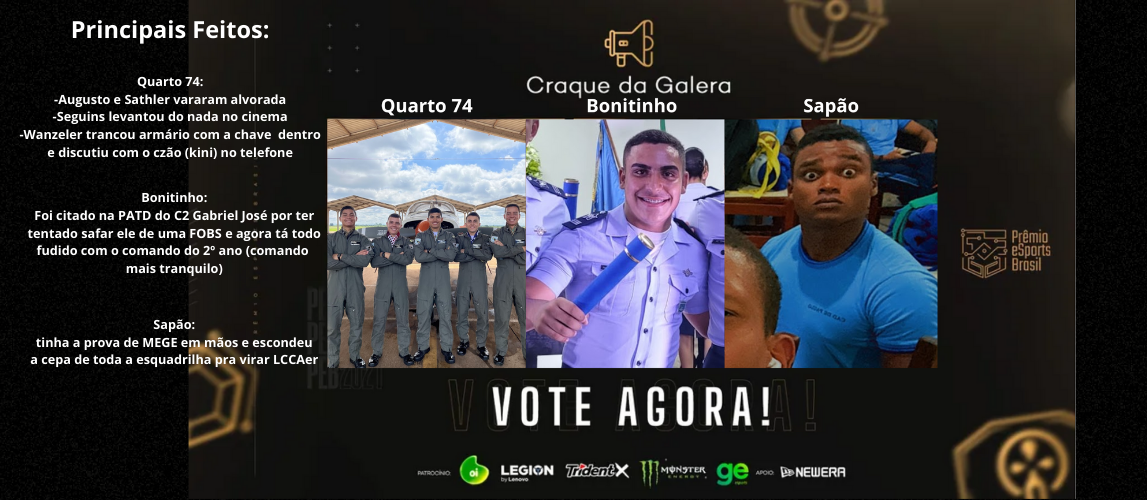 Principais Feitos:
Quarto 74:
-Augusto e Sathler vararam alvorada
-Seguins levantou do nada no cinema
-Wanzeler trancou armário com a chave dentro
e discutiu com o czão (kini) no telefone
Bonitinho:
Foi citado na PATD do C2 Gabriel José por ter
tentado safar ele de uma FOBS e agora tá todo
fudido com o comando do 2º ano (comando
mais tranquilo)
Sapão:
tinha a prova de MEGE em mãos e escondeu
a cepa de toda a esquadrilha pra virar LCCAer
Craque da Galera
Quarto 74
Bonitinho
Sapão
Prêmio
eSports
Brasil
VOTE AGORA!
PATROCÍNIO:
oi
LEGION
by Lenovo
TridentX
MONSTER
ENERGY
ge
APOIO:
NEWERA